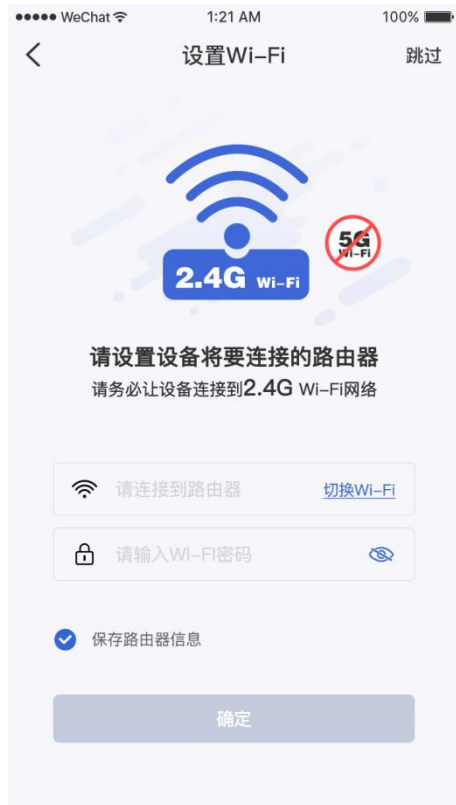 WeChat 1:21 AM 100%
设置Wi-Fi 跳过
5G
Wi-Fi
2.4G Wi-Fi
请设置设备将要连接的路由器
请务必让设备连接到2.4G Wi-Fi网络
请连接到路由器 切换Wi-Fi
请输入WI-FI密码
保存路由器信息
确定